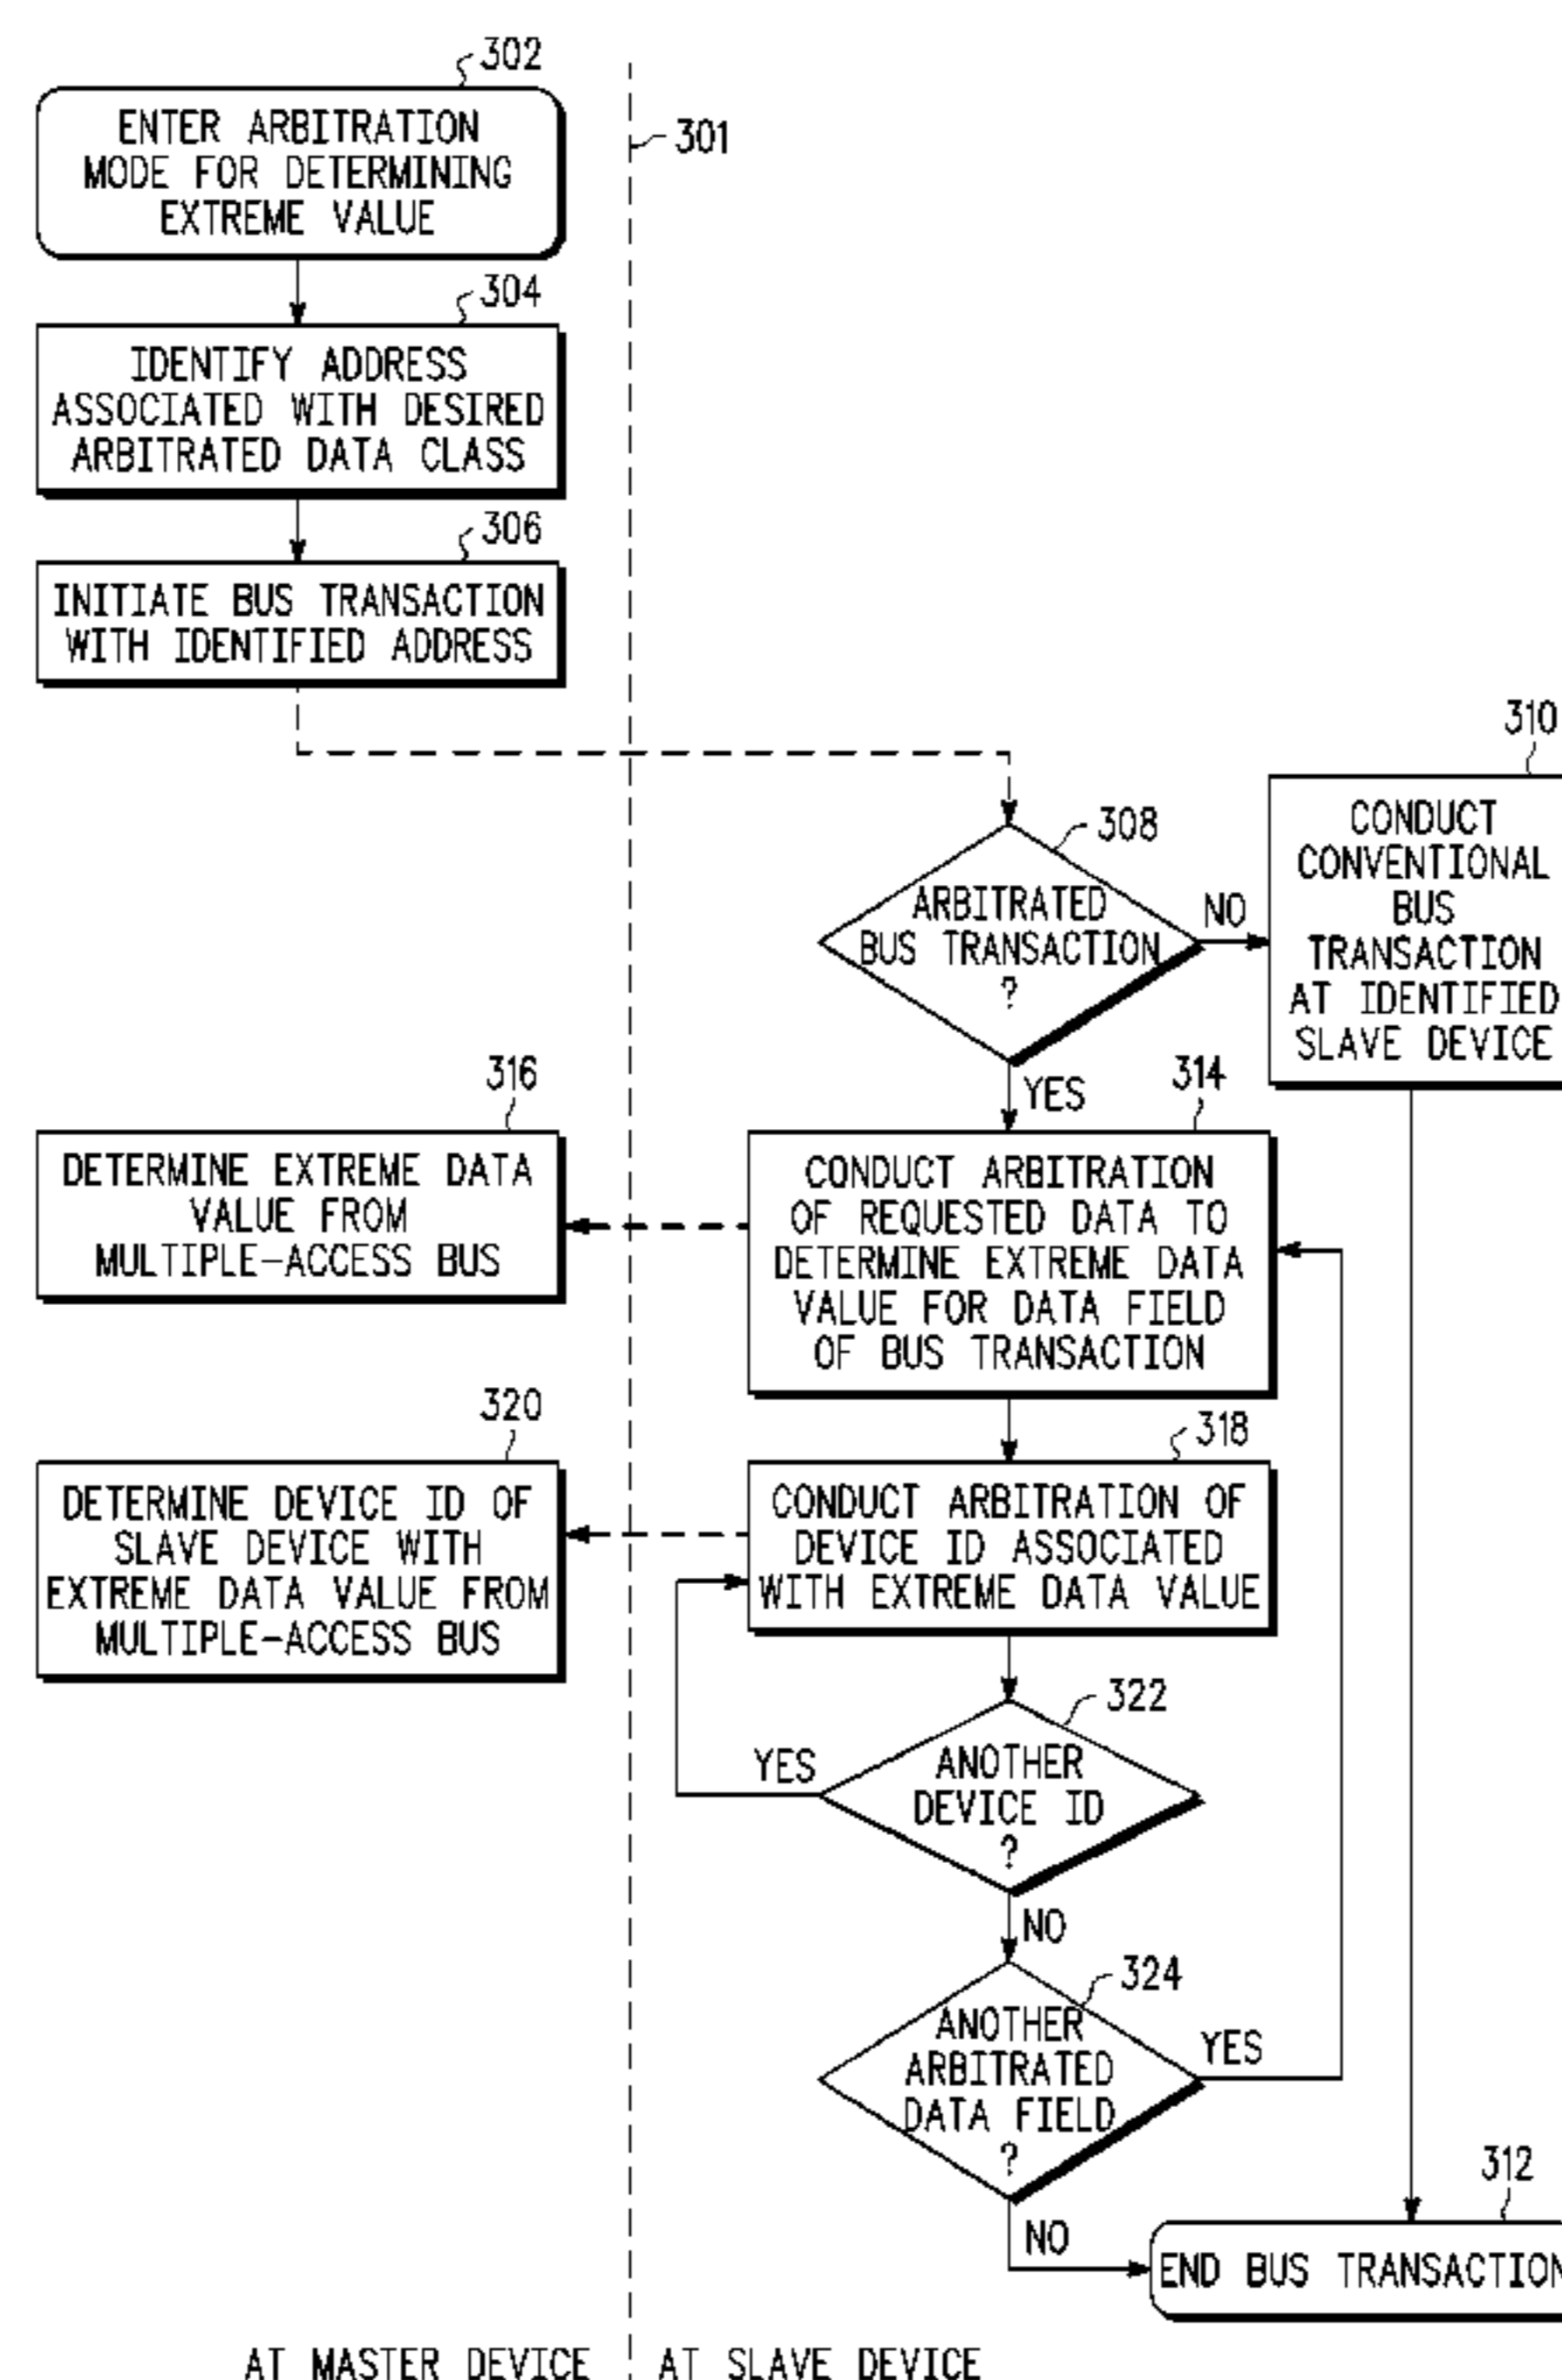 302
ENTER ARBITRATION
MODE FOR DETERMINING
EXTREME VALUE
301
304
IDENTIFY ADDRESS
ASSOCIATED WITH DESIRED
ARBITRATED DATA CLASS
306
INITIATE BUS TRANSACTION
WITH IDENTIFIED ADDRESS
308
ARBITRATED
BUS TRANSACTION
?
NO
YES
310
CONDUCT
CONVENTIONAL
BUS
TRANSACTION
AT IDENTIFIED
SLAVE DEVICE
314
CONDUCT ARBITRATION
OF REQUESTED DATA TO
DETERMINE EXTREME DATA
VALUE FOR DATA FIELD
OF BUS TRANSACTION
316
DETERMINE EXTREME DATA
VALUE FROM
MULTIPLE-ACCESS BUS
318
CONDUCT ARBITRATION OF
DEVICE ID ASSOCIATED
WITH EXTREME DATA VALUE
320
DETERMINE DEVICE ID OF
SLAVE DEVICE WITH
EXTREME DATA VALUE FROM
MULTIPLE-ACCESS BUS
322
ANOTHER
DEVICE ID
?
YES
NO
324
ANOTHER
ARBITRATED
DATA FIELD
?
YES
NO
312
END BUS TRANSACTION
AT MASTER DEVICE
AT SLAVE DEVICE